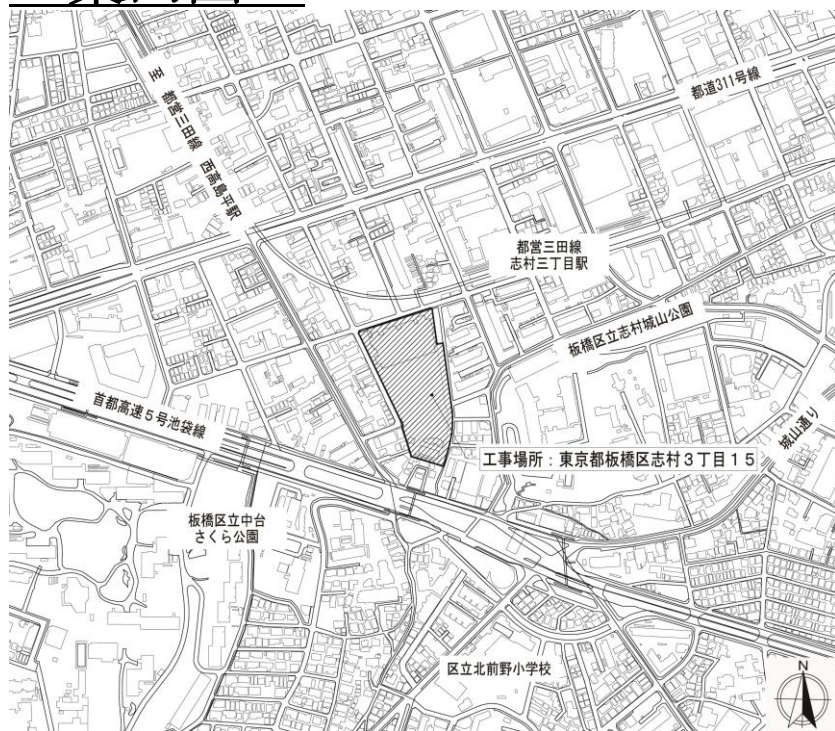 至 都営三田線 西高島平駅
都道311号線
都営三田線
志村三丁目駅
板橋区立志村城山公園
首都高速5号池袋線
城山通り
工事場所：東京都板橋区志村３丁目１５
板橋区立中台
さくら公園
区立北前野小学校
N